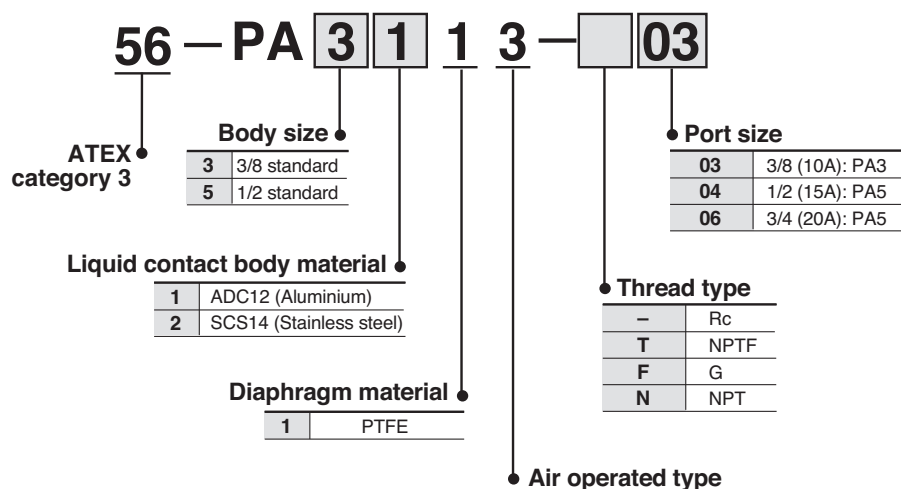 56 — PA 3 1 1 3 — 03
Body size
3 3/8 standard
5 1/2 standard
ATEX
category 3
Port size
03 3/8 (10A): PA3
04 1/2 (15A): PA5
06 3/4 (20A): PA5
Liquid contact body material
1 ADC12 (Aluminium)
2 SCS14 (Stainless steel)
Thread type
– Rc
T NPTF
F G
N NPT
Diaphragm material
1 PTFE
Air operated type